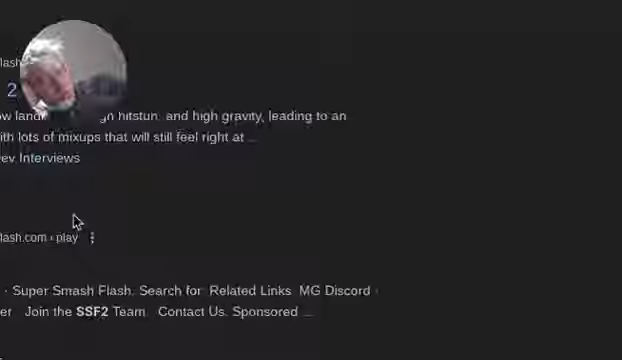 lash
2
ow landi gh hitstun, and high gravity, leading to an
ith lots of mixups that will still feel right at ...
ev Interviews
lash.com › play
· Super Smash Flash. Search for: Related Links. MG Discord ·
er · Join the SSF2 Team · Contact Us. Sponsored ...